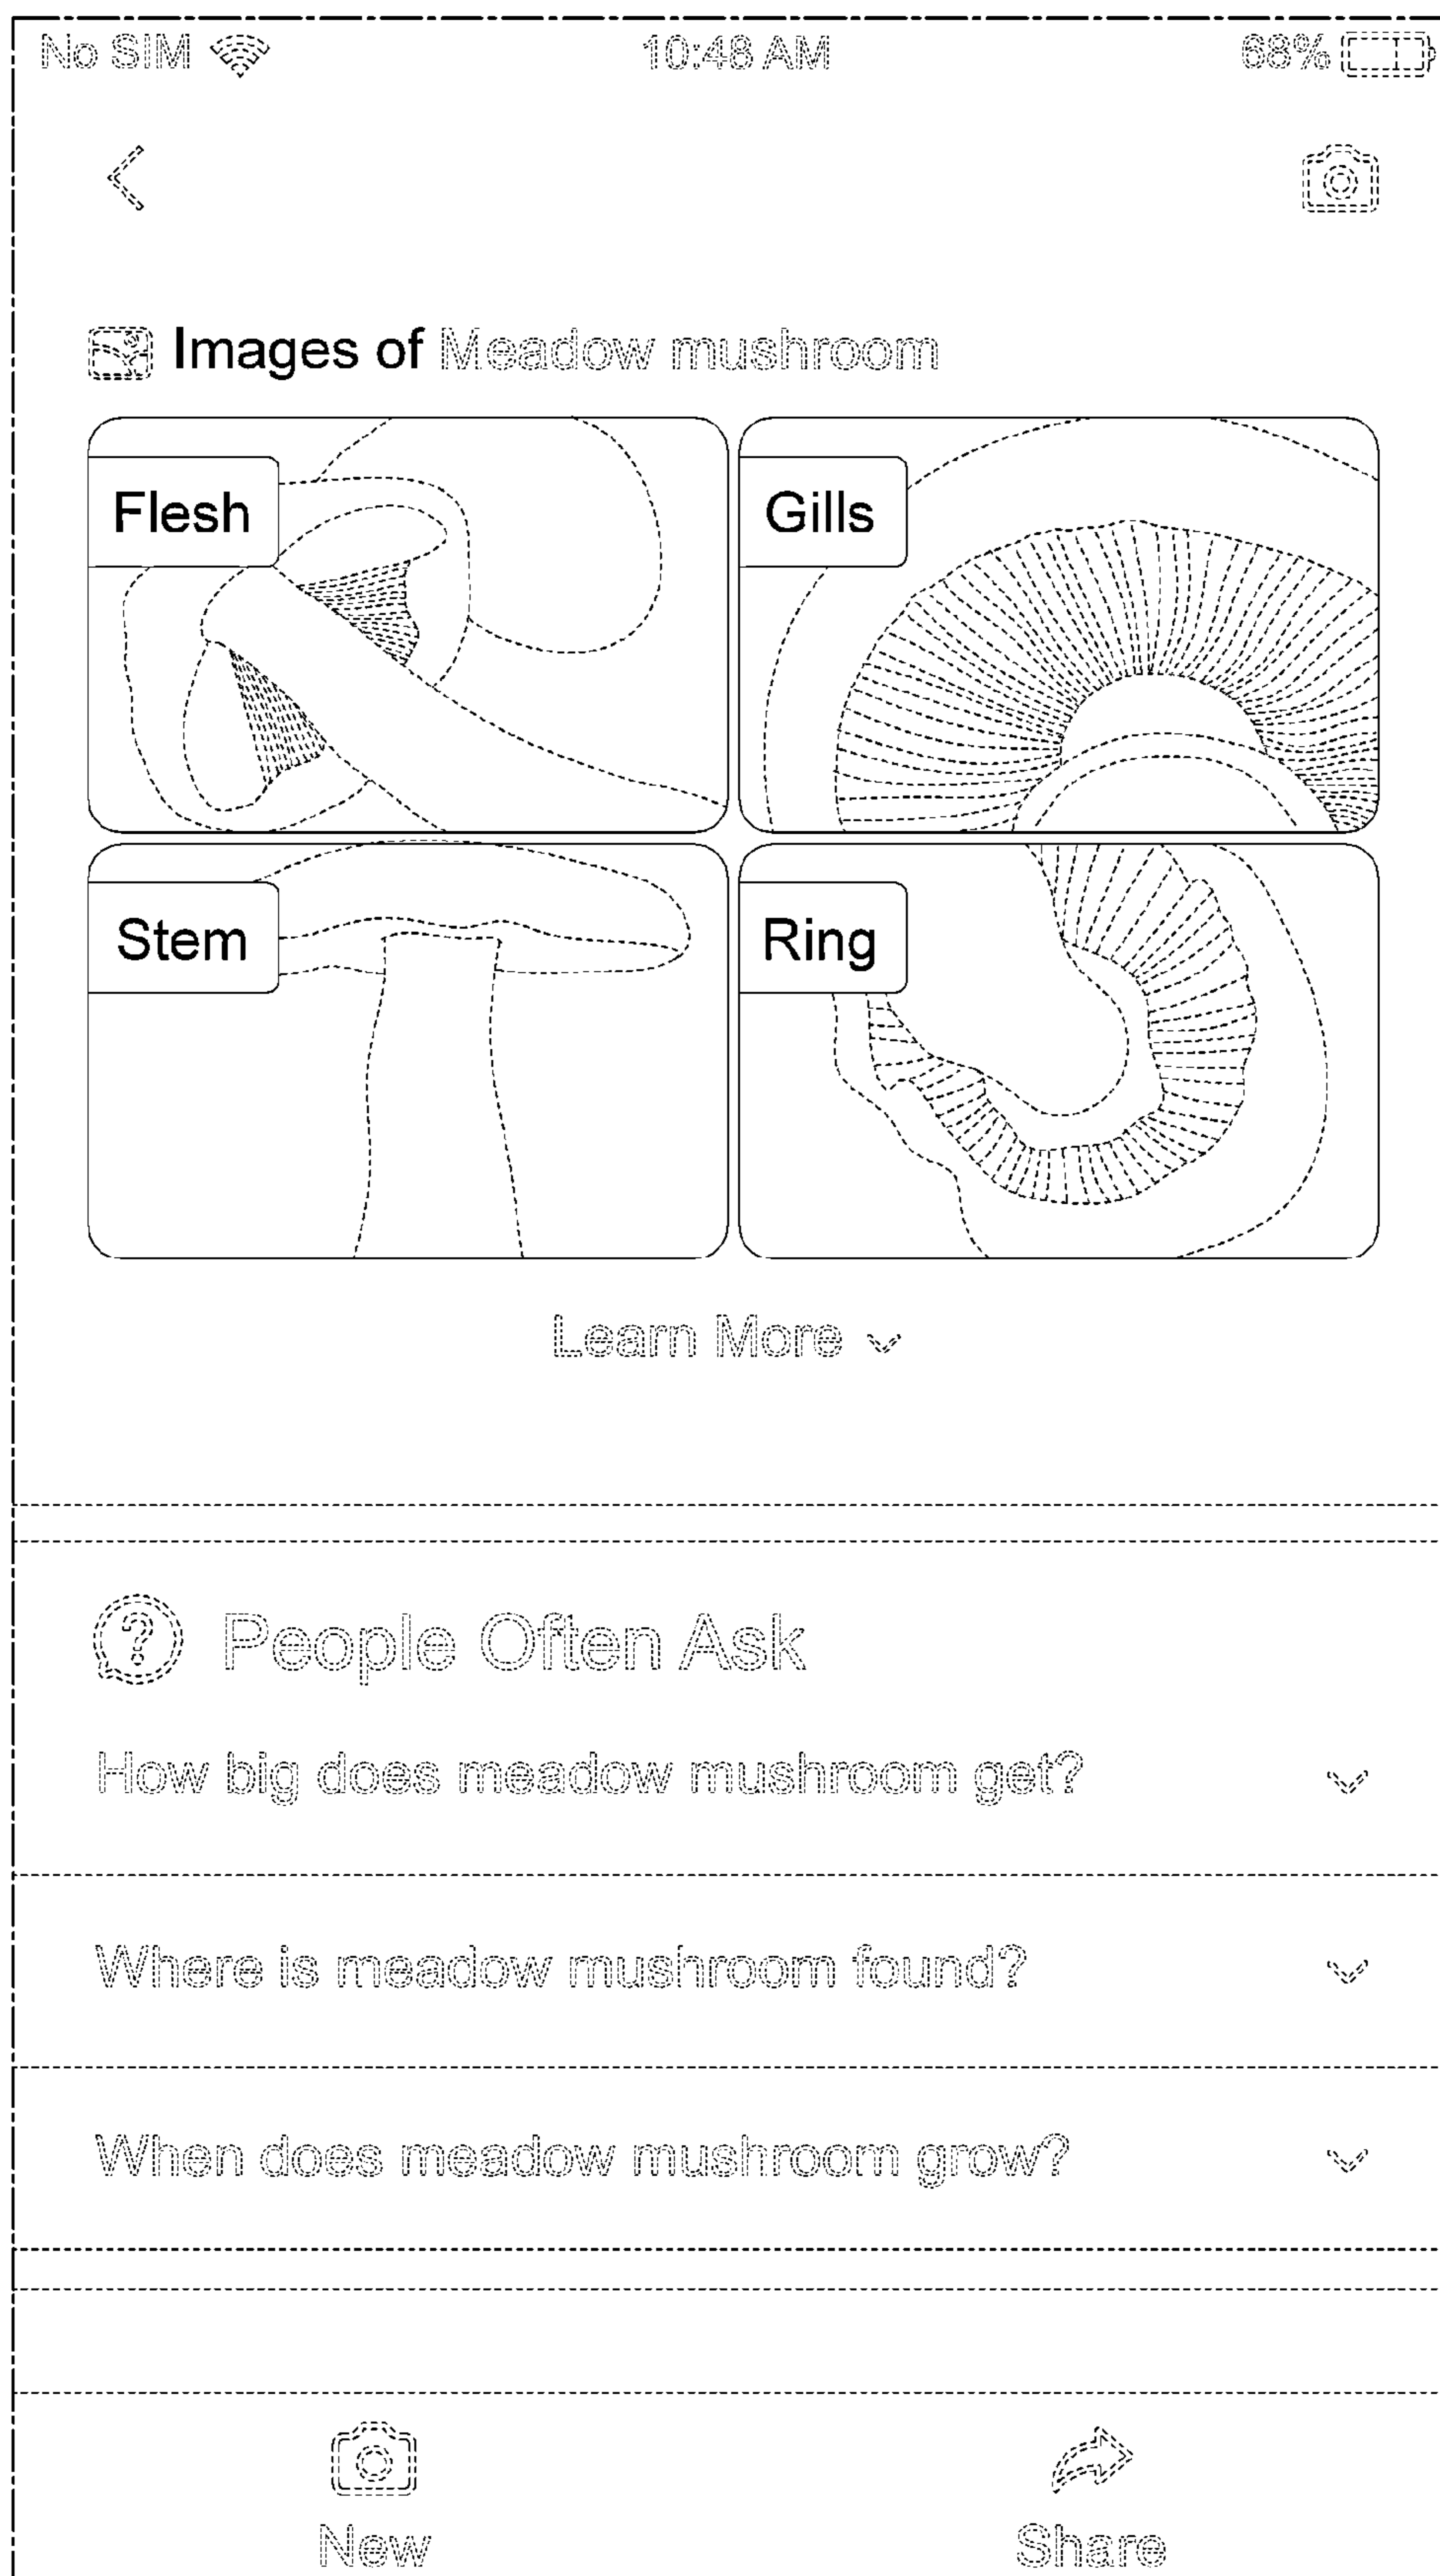 No SIM 10:48 AM 68%
Images of Meadow mushroom
Flesh
Gills
Stem
Ring
Learn More
People Often Ask
How big does meadow mushroom get?
Where is meadow mushroom found?
When does meadow mushroom grow?
New
Share